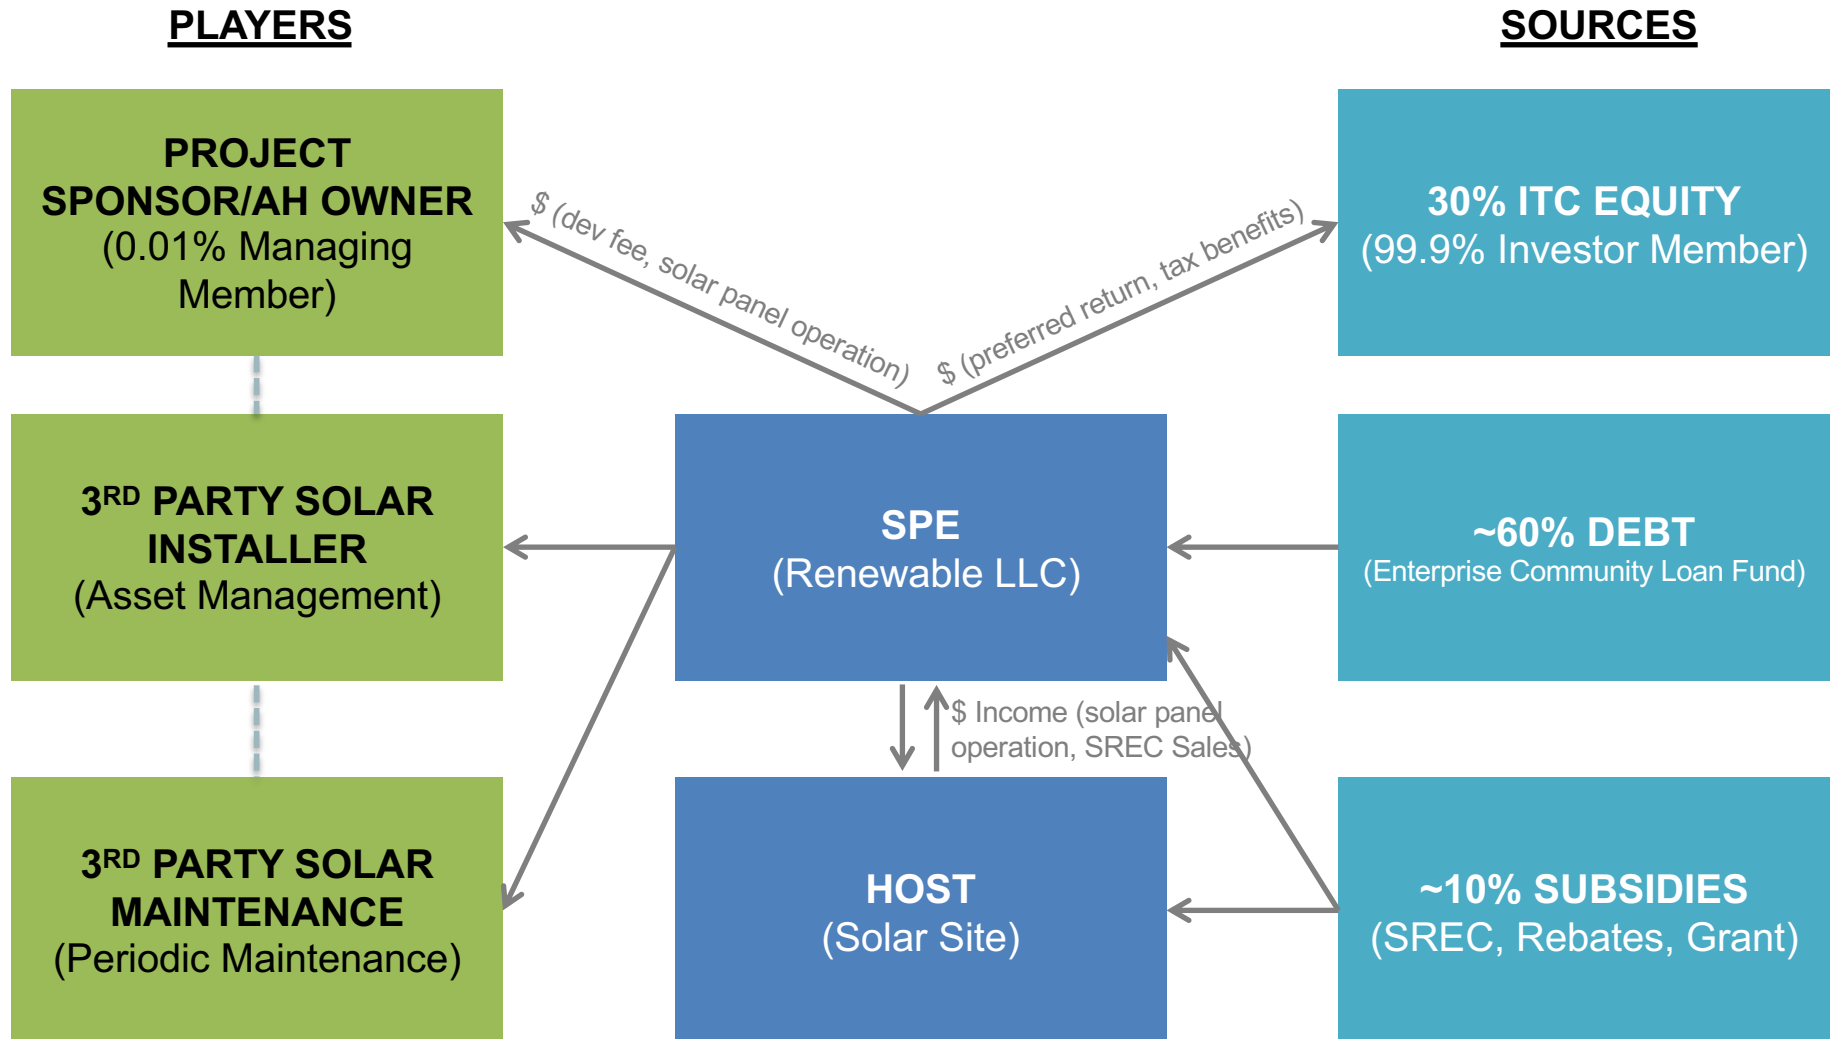 PLAYERS
SOURCES
PROJECT
SPONSOR/AH OWNER
(0.01% Managing
Member)
$ (dev fee, solar panel operation)
$ (preferred return, tax benefits)
30% ITC EQUITY
(99.9% Investor Member)
3RD PARTY SOLAR
INSTALLER
(Asset Management)
SPE
(Renewable LLC)
~60% DEBT
(Enterprise Community Loan Fund)
$ Income (solar panel
operation, SREC Sales)
3RD PARTY SOLAR
MAINTENANCE
(Periodic Maintenance)
HOST
(Solar Site)
~10% SUBSIDIES
(SREC, Rebates, Grant)